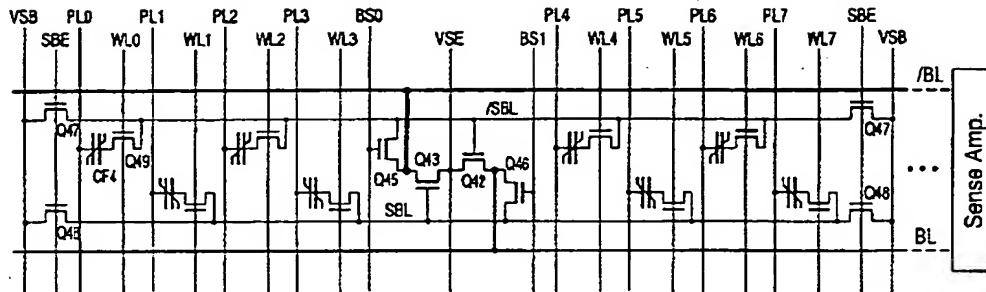 VSB PL0 PL1 PL2 PL3 BS0 VSE PL4 PL5 PL6 PL7 SBE
SBE WL0 WL1 WL2 WL3 BS1 WL4 WL5 WL6 WL7 VSB
/BL
/SBL
Q47 Q49 Q43 Q46 Q47
CF4 Q45 Q42
SBL Q48
Q48
BL
Sense Amp.